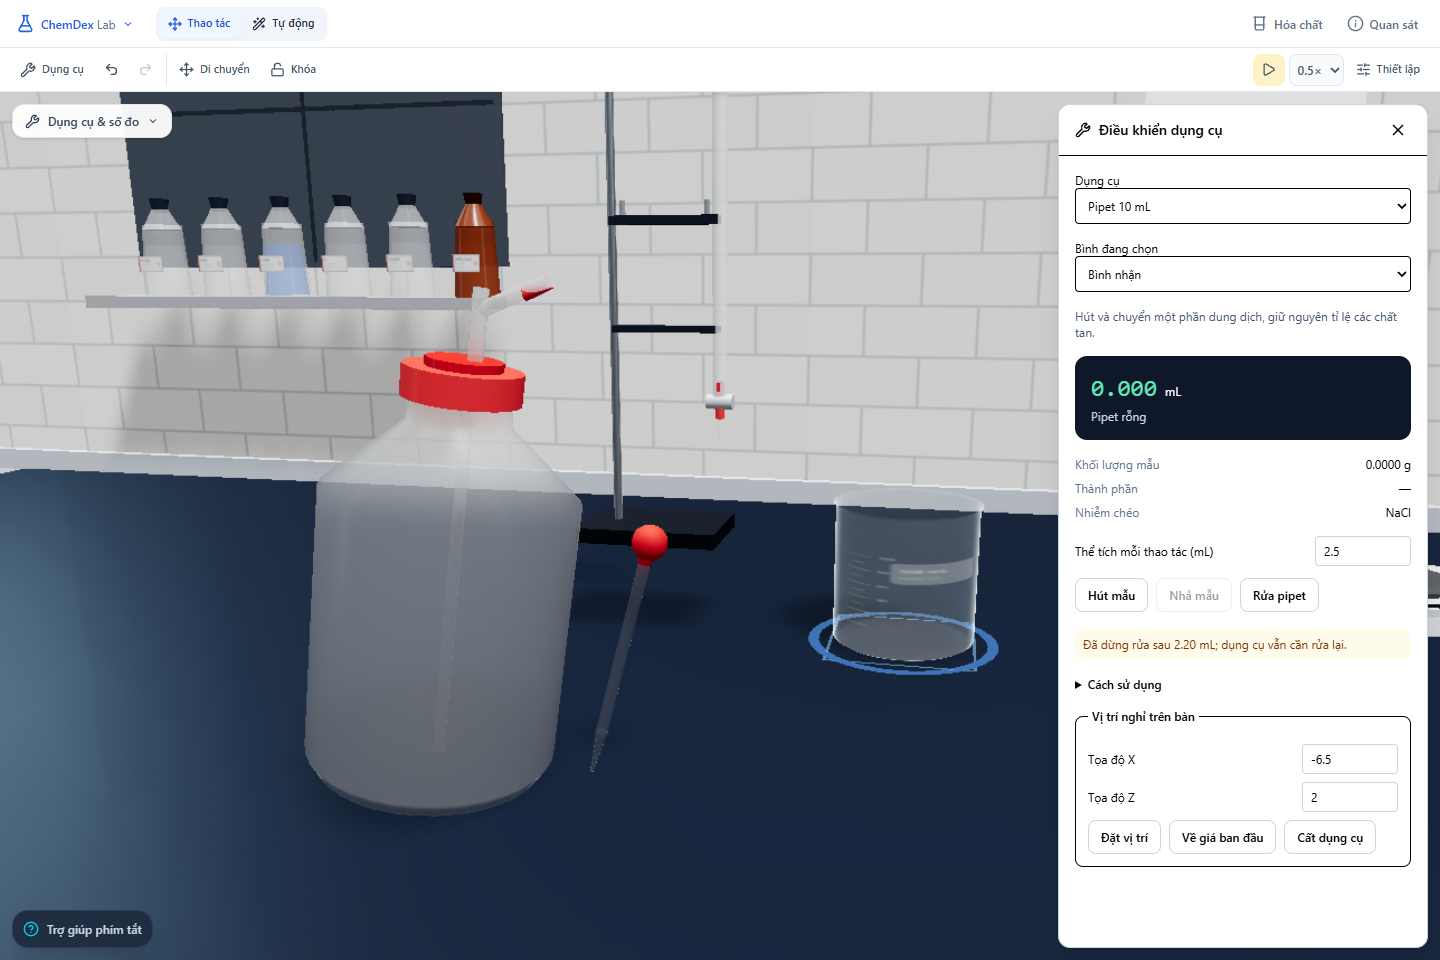 ChemDex Lab
Thao tác
Tự động
Hóa chất
Quan sát
Dụng cụ
Di chuyển
Khóa
0.5×
Thiết lập
Dụng cụ & số đo
Điều khiển dụng cụ
Dụng cụ
Pipet 10 mL
Bình đang chọn
Bình nhận
Hút và chuyển một phần dung dịch, giữ nguyên tỉ lệ các chất
tan.
0.000 mL
Pipet rỗng
Khối lượng mẫu 0.0000 g
Thành phần —
Nhiễm chéo NaCl
Thể tích mỗi thao tác (mL) 2.5
Hút mẫu
Nhả mẫu
Rửa pipet
Đã dừng rửa sau 2.20 mL; dụng cụ vẫn cần rửa lại.
Cách sử dụng
Vị trí nghỉ trên bàn
Tọa độ X -6.5
Tọa độ Z 2
Đặt vị trí
Về giá ban đầu
Cất dụng cụ
Trợ giúp phím tắt